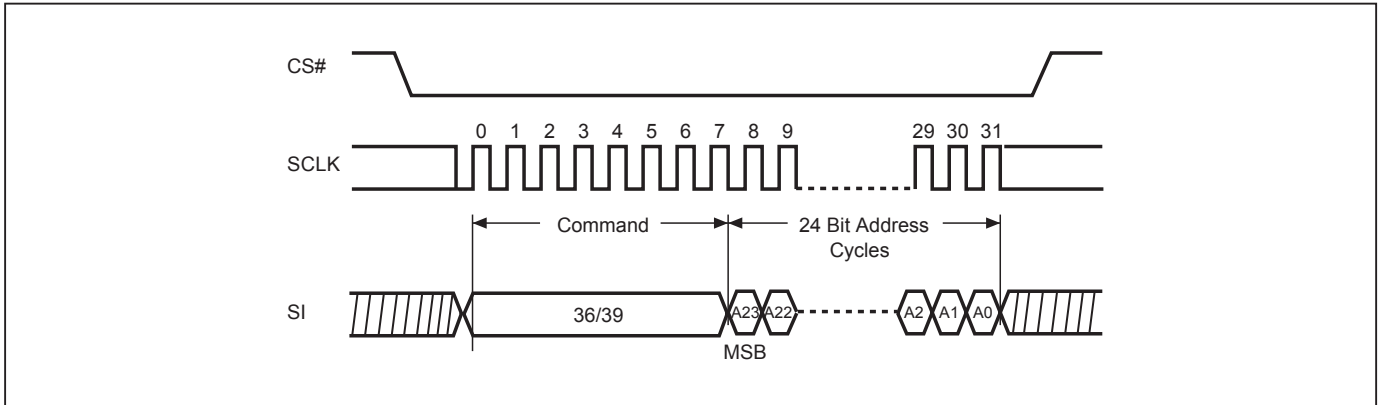 CS#
0 1 2 3 4 5 6 7 8 9 29 30 31
SCLK
Command
24 Bit Address
Cycles
SI
36/39
A23 A22 A2 A1 A0
MSB